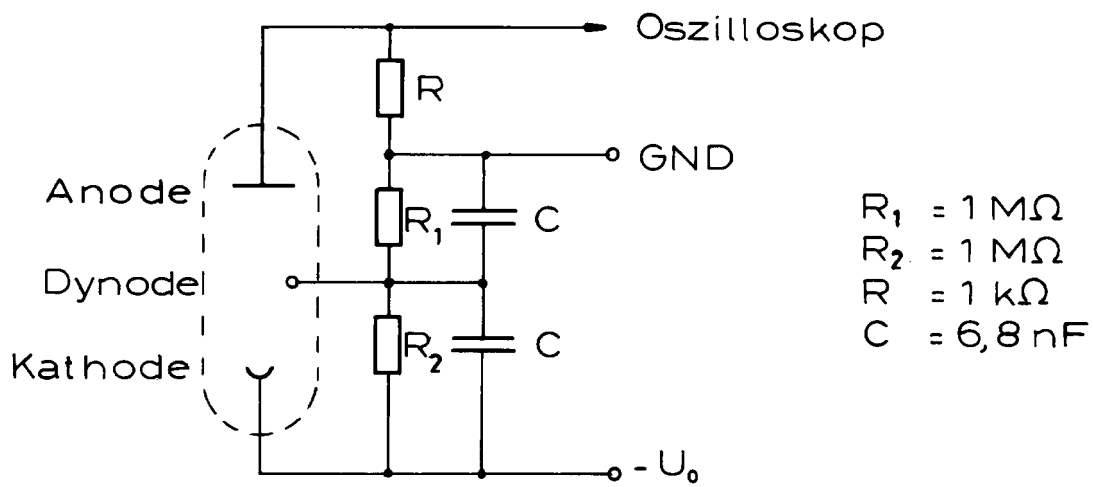 Oszilloskop
R
GND
Anode
R₁
C
Dynode
R₂
C
Kathode
- U₀
R₁ = 1 MΩ
R₂ = 1 MΩ
R = 1 kΩ
C = 6,8 nF